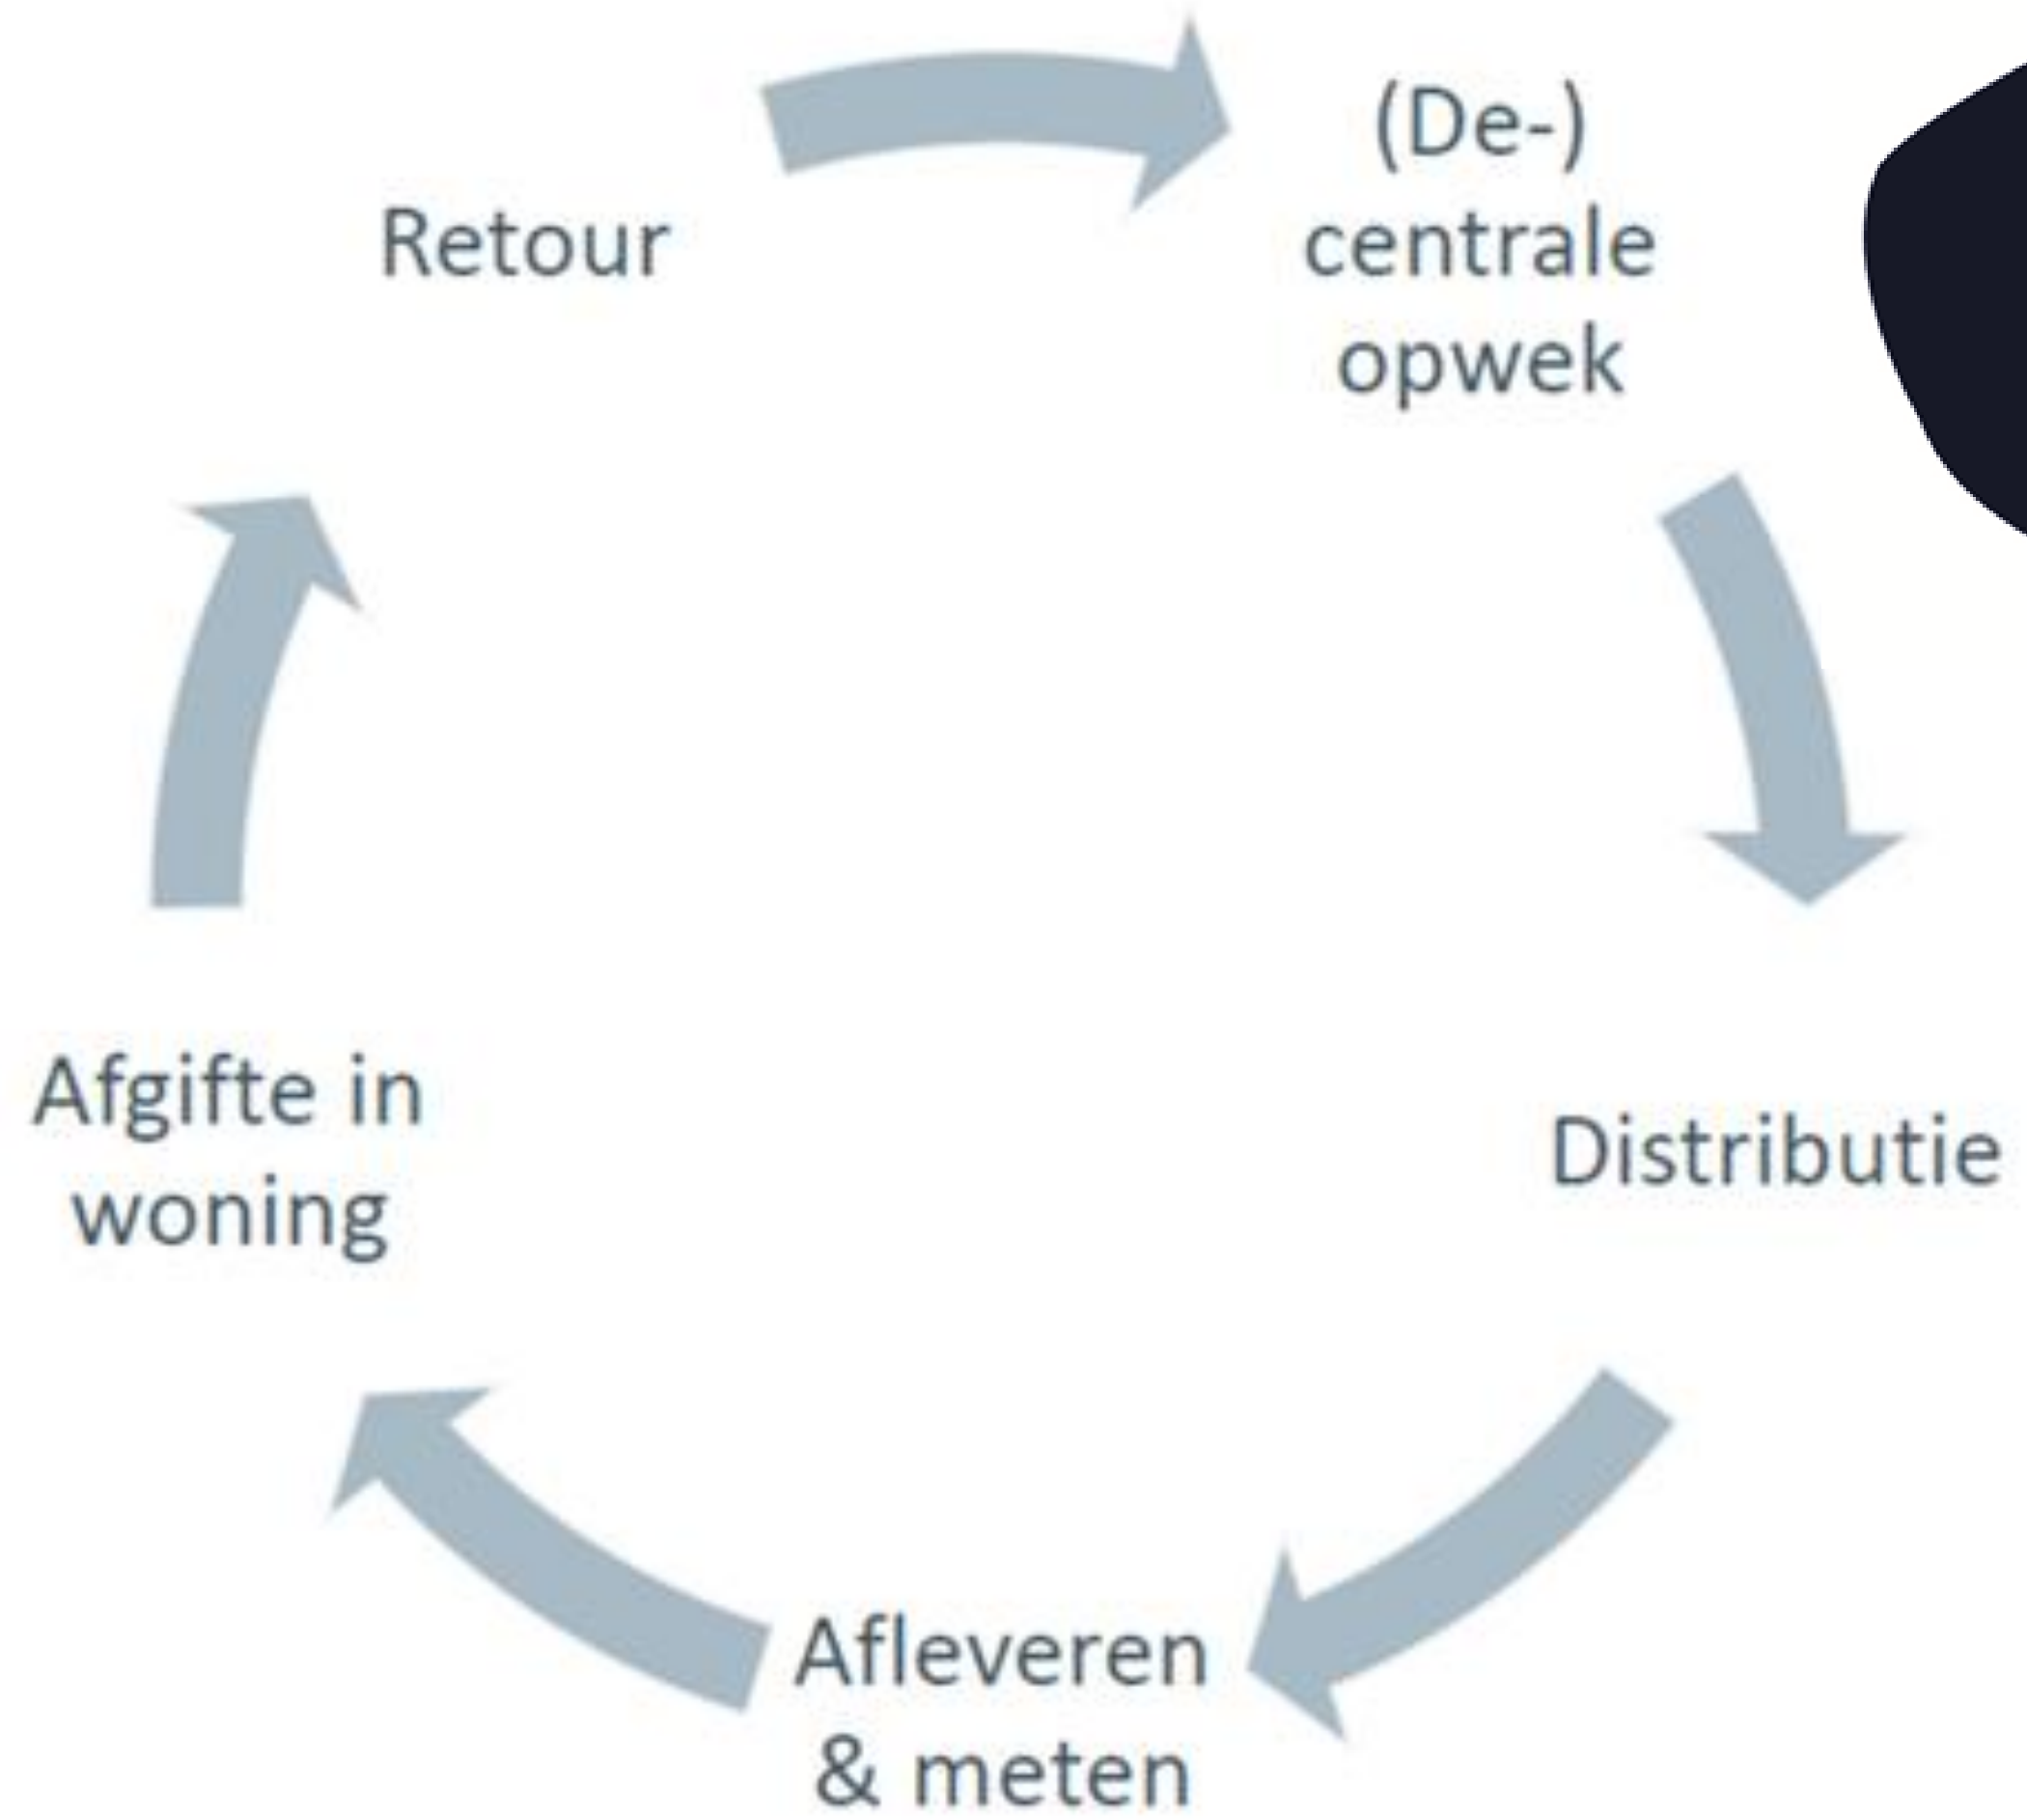 Retour
(De-)
centrale
opwek
Distributie
Afleveren
& meten
Afgifte in
woning